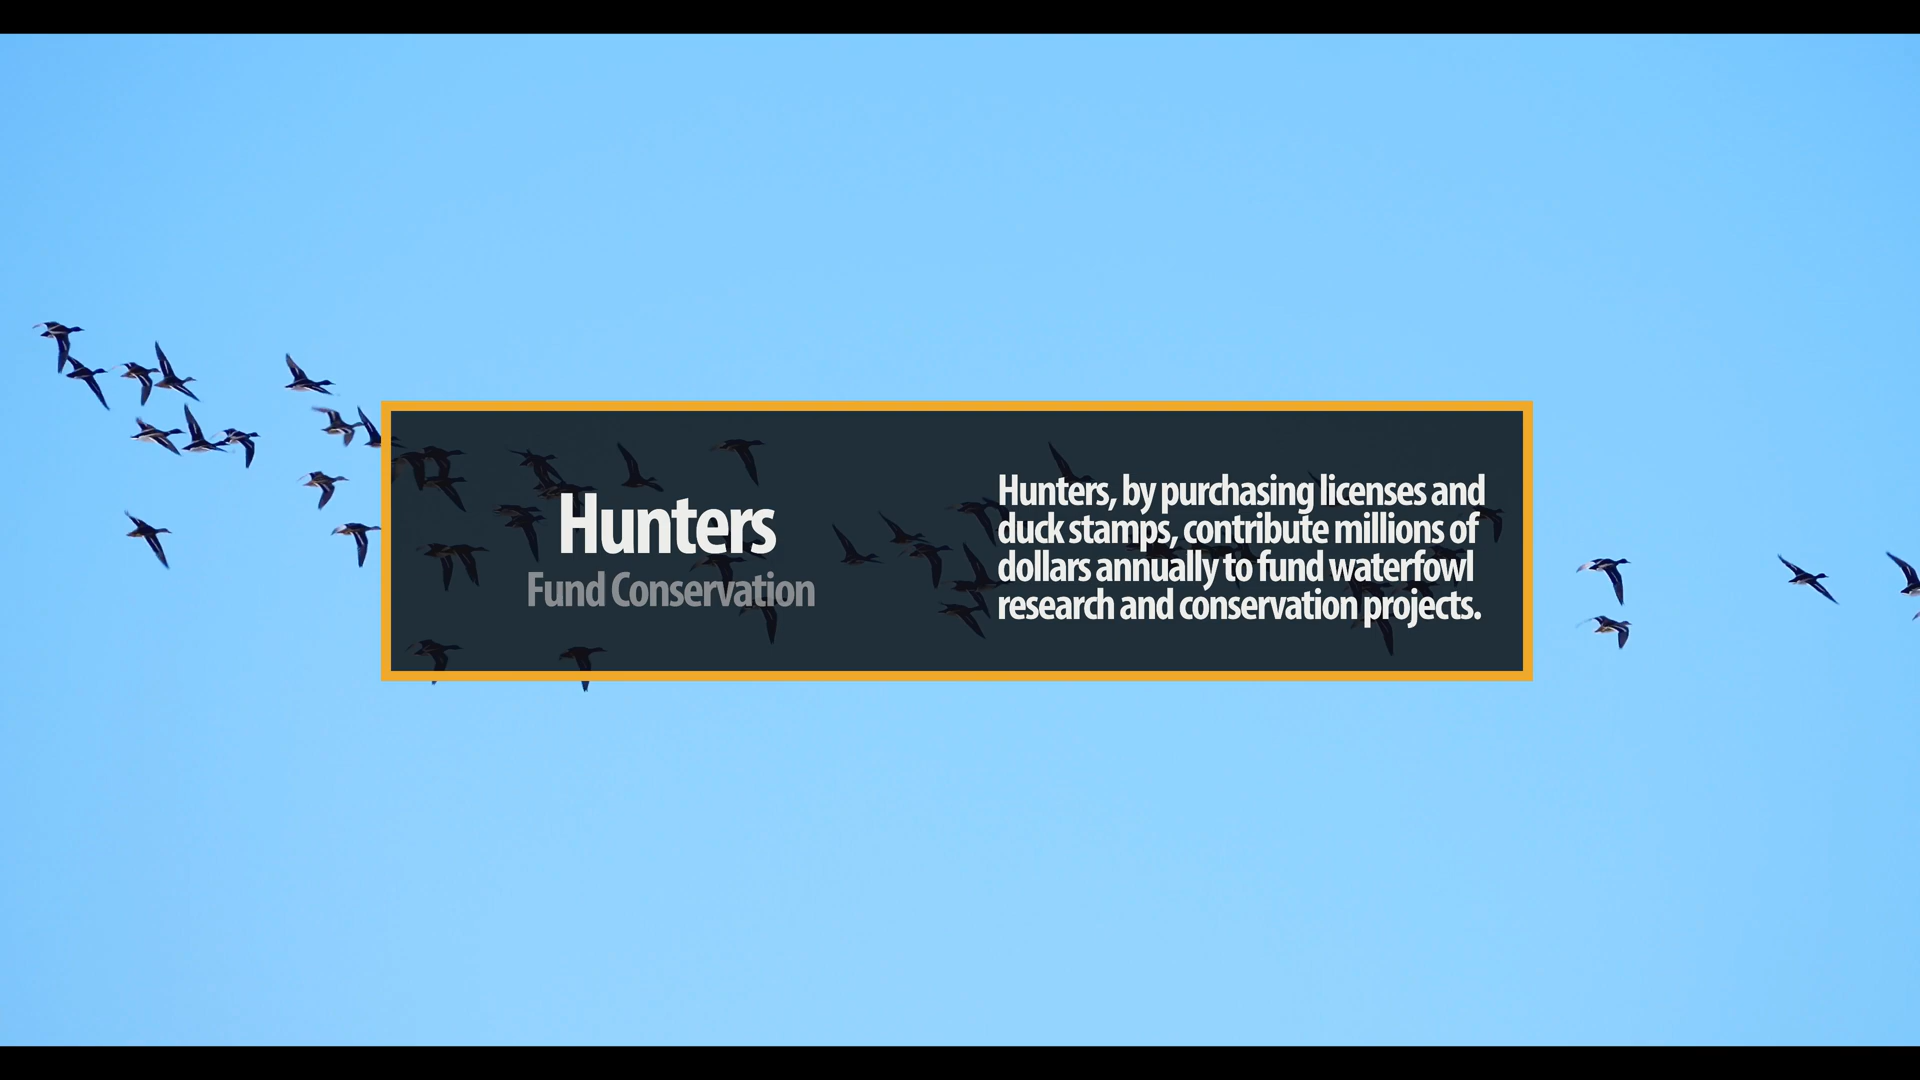 Hunters
Fund Conservation
Hunters, by purchasing licenses and
duck stamps, contribute millions of
dollars annually to fund waterfowl
research and conservation projects.